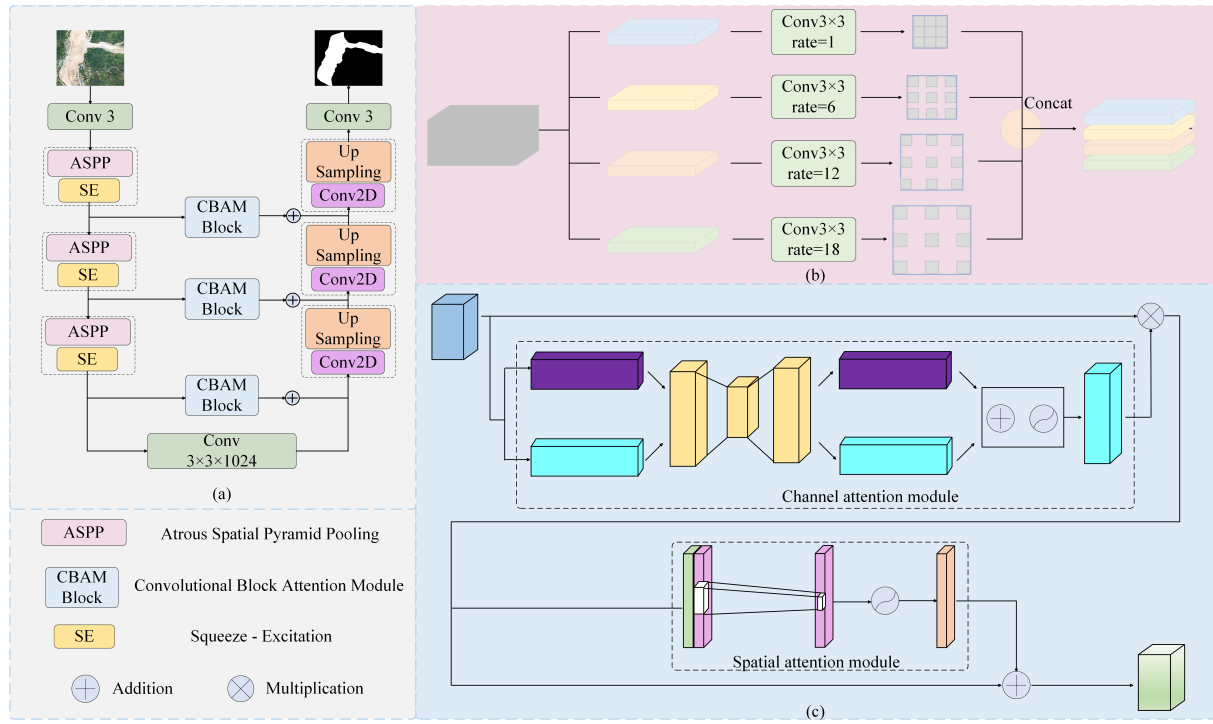 Conv 3
ASPP
SE
ASPP
SE
ASPP
SE
CBAM
Block
CBAM
Block
CBAM
Block
Conv
3×3×1024
Conv 3
Up
Sampling
Conv2D
Up
Sampling
Conv2D
Up
Sampling
Conv2D
(a)
ASPP
Atrous Spatial Pyramid Pooling
CBAM
Block
Convolutional Block Attention Module
SE
Squeeze - Excitation
Addition
Multiplication
Conv3×3
rate=1
Conv3×3
rate=6
Conv3×3
rate=12
Conv3×3
rate=18
Concat
(b)
Channel attention module
Spatial attention module
(c)